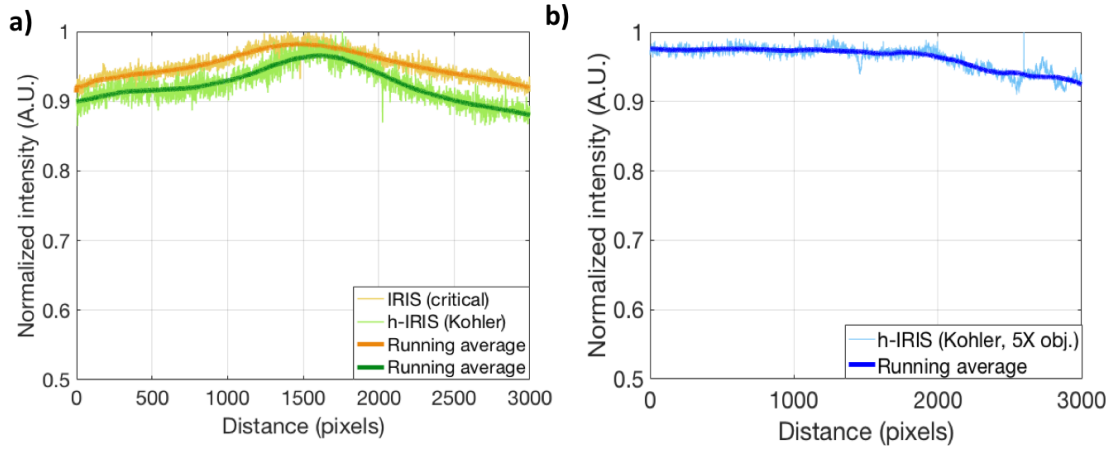 a)
Normalized intensity (A.U.)
1
0.9
0.8
0.7
0.6
0.5
0
500
1000
1500
2000
2500
3000
Distance (pixels)
IRIS (critical)
h-IRIS (Kohler)
Running average
Running average
b)
Normalized intensity (A.U.)
1
0.9
0.8
0.7
0.6
0.5
0
1000
2000
3000
Distance (pixels)
h-IRIS (Kohler, 5X obj.)
Running average